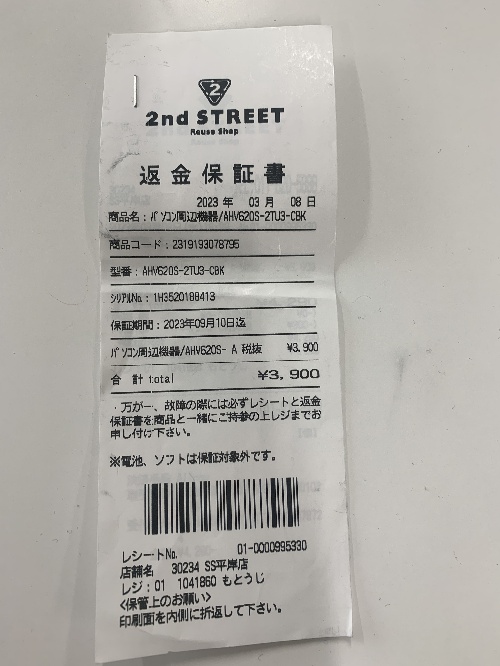 2
2nd STREET
Reuse Shop
返金保証書
2023 年 03 月 08 日
商品名:パソコン周辺機器/AHV620S-2TU3-CBK
商品コード:2319193078795
型番:AHV620S-2TU3-CBK
シリアルNo.:1H3520188413
保証期間:2023年09月10日迄
パソコン周辺機器/AHV620S- A 税抜 ¥3,900
合 計 total ¥3,900
万が一、故障の際には必ずレシートと返金
保証書を商品と一緒にご持参の上レジまでお
申し付け下さい。
※電池、ソフトは保証対象外です。
レシートNo. 01-0000995330
店舗名 30234 SS平岸店
レジ:01 1041860 もとうじ
<保管上のお願い>
印刷面を内側に折返して下さい。